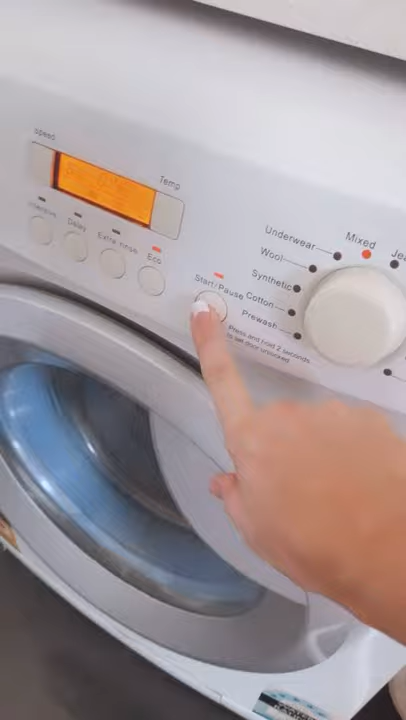 speed
Temp
Intensive
Delay
Extra rinse
Eco
Start/Pause
Press and hold 2 seconds
to set door unlocked
Underwear
Mixed
Wool
Synthetic
Cotton
Prewash